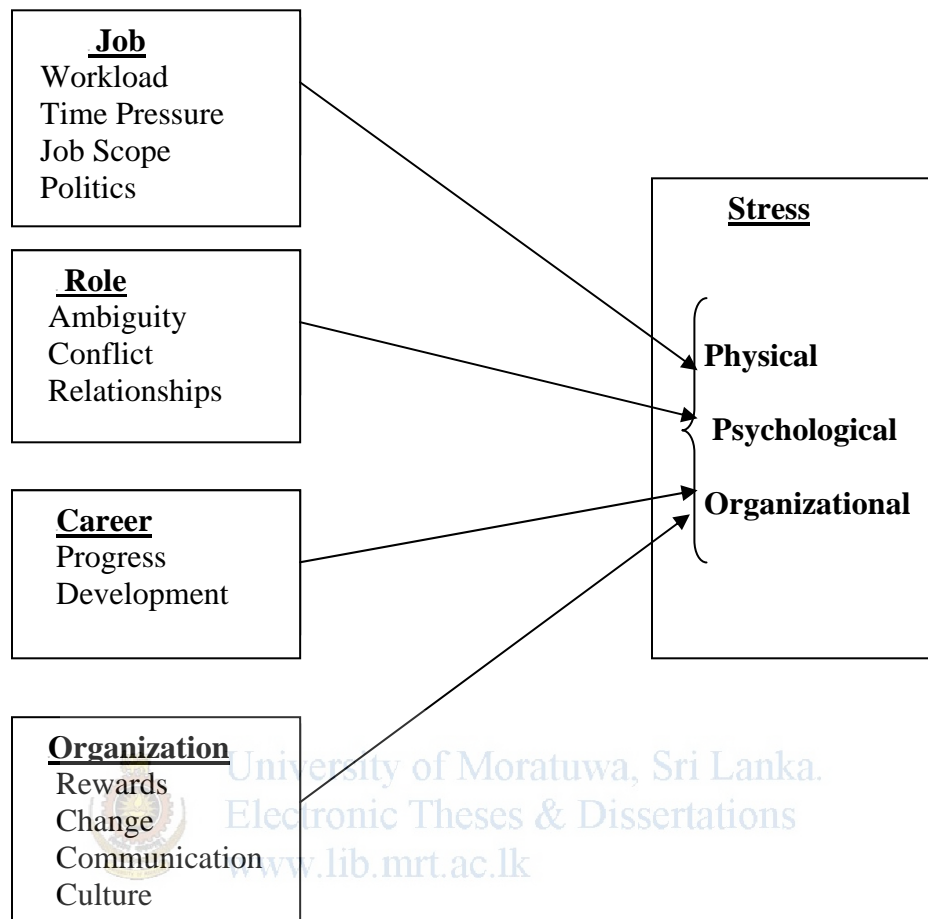 Job
Workload
Time Pressure
Job Scope
Politics
Role
Ambiguity
Conflict
Relationships
Career
Progress
Development
Organization
Rewards
Change
Communication
Culture
Stress
Physical
Psychological
Organizational
University of Moratuwa, Sri Lanka.
Electronic Theses & Dissertations
www.lib.mrt.ac.lk